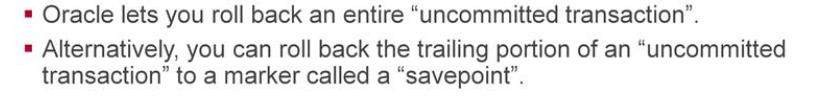 ▪ Oracle lets you roll back an entire “uncommitted transaction”.
▪ Alternatively, you can roll back the trailing portion of an “uncommitted
transaction” to a marker called a “savepoint”.